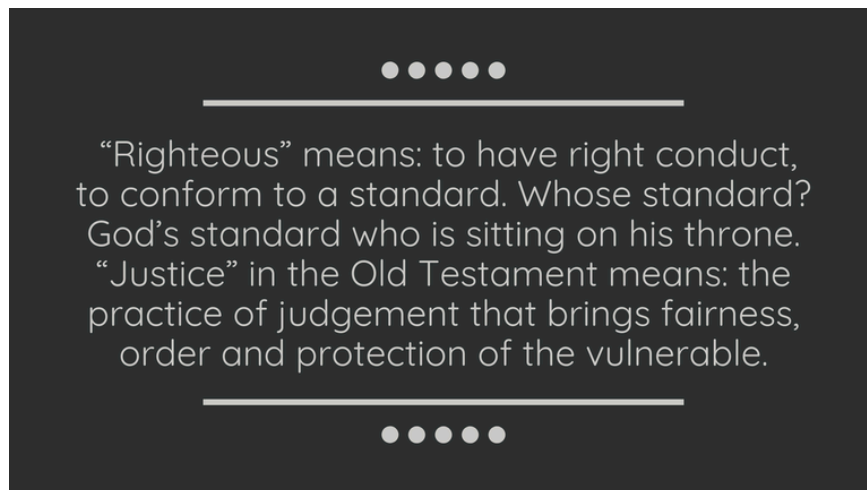 “Righteous” means: to have right conduct,
to conform to a standard. Whose standard?
God’s standard who is sitting on his throne.
“Justice” in the Old Testament means: the
practice of judgement that brings fairness,
order and protection of the vulnerable.